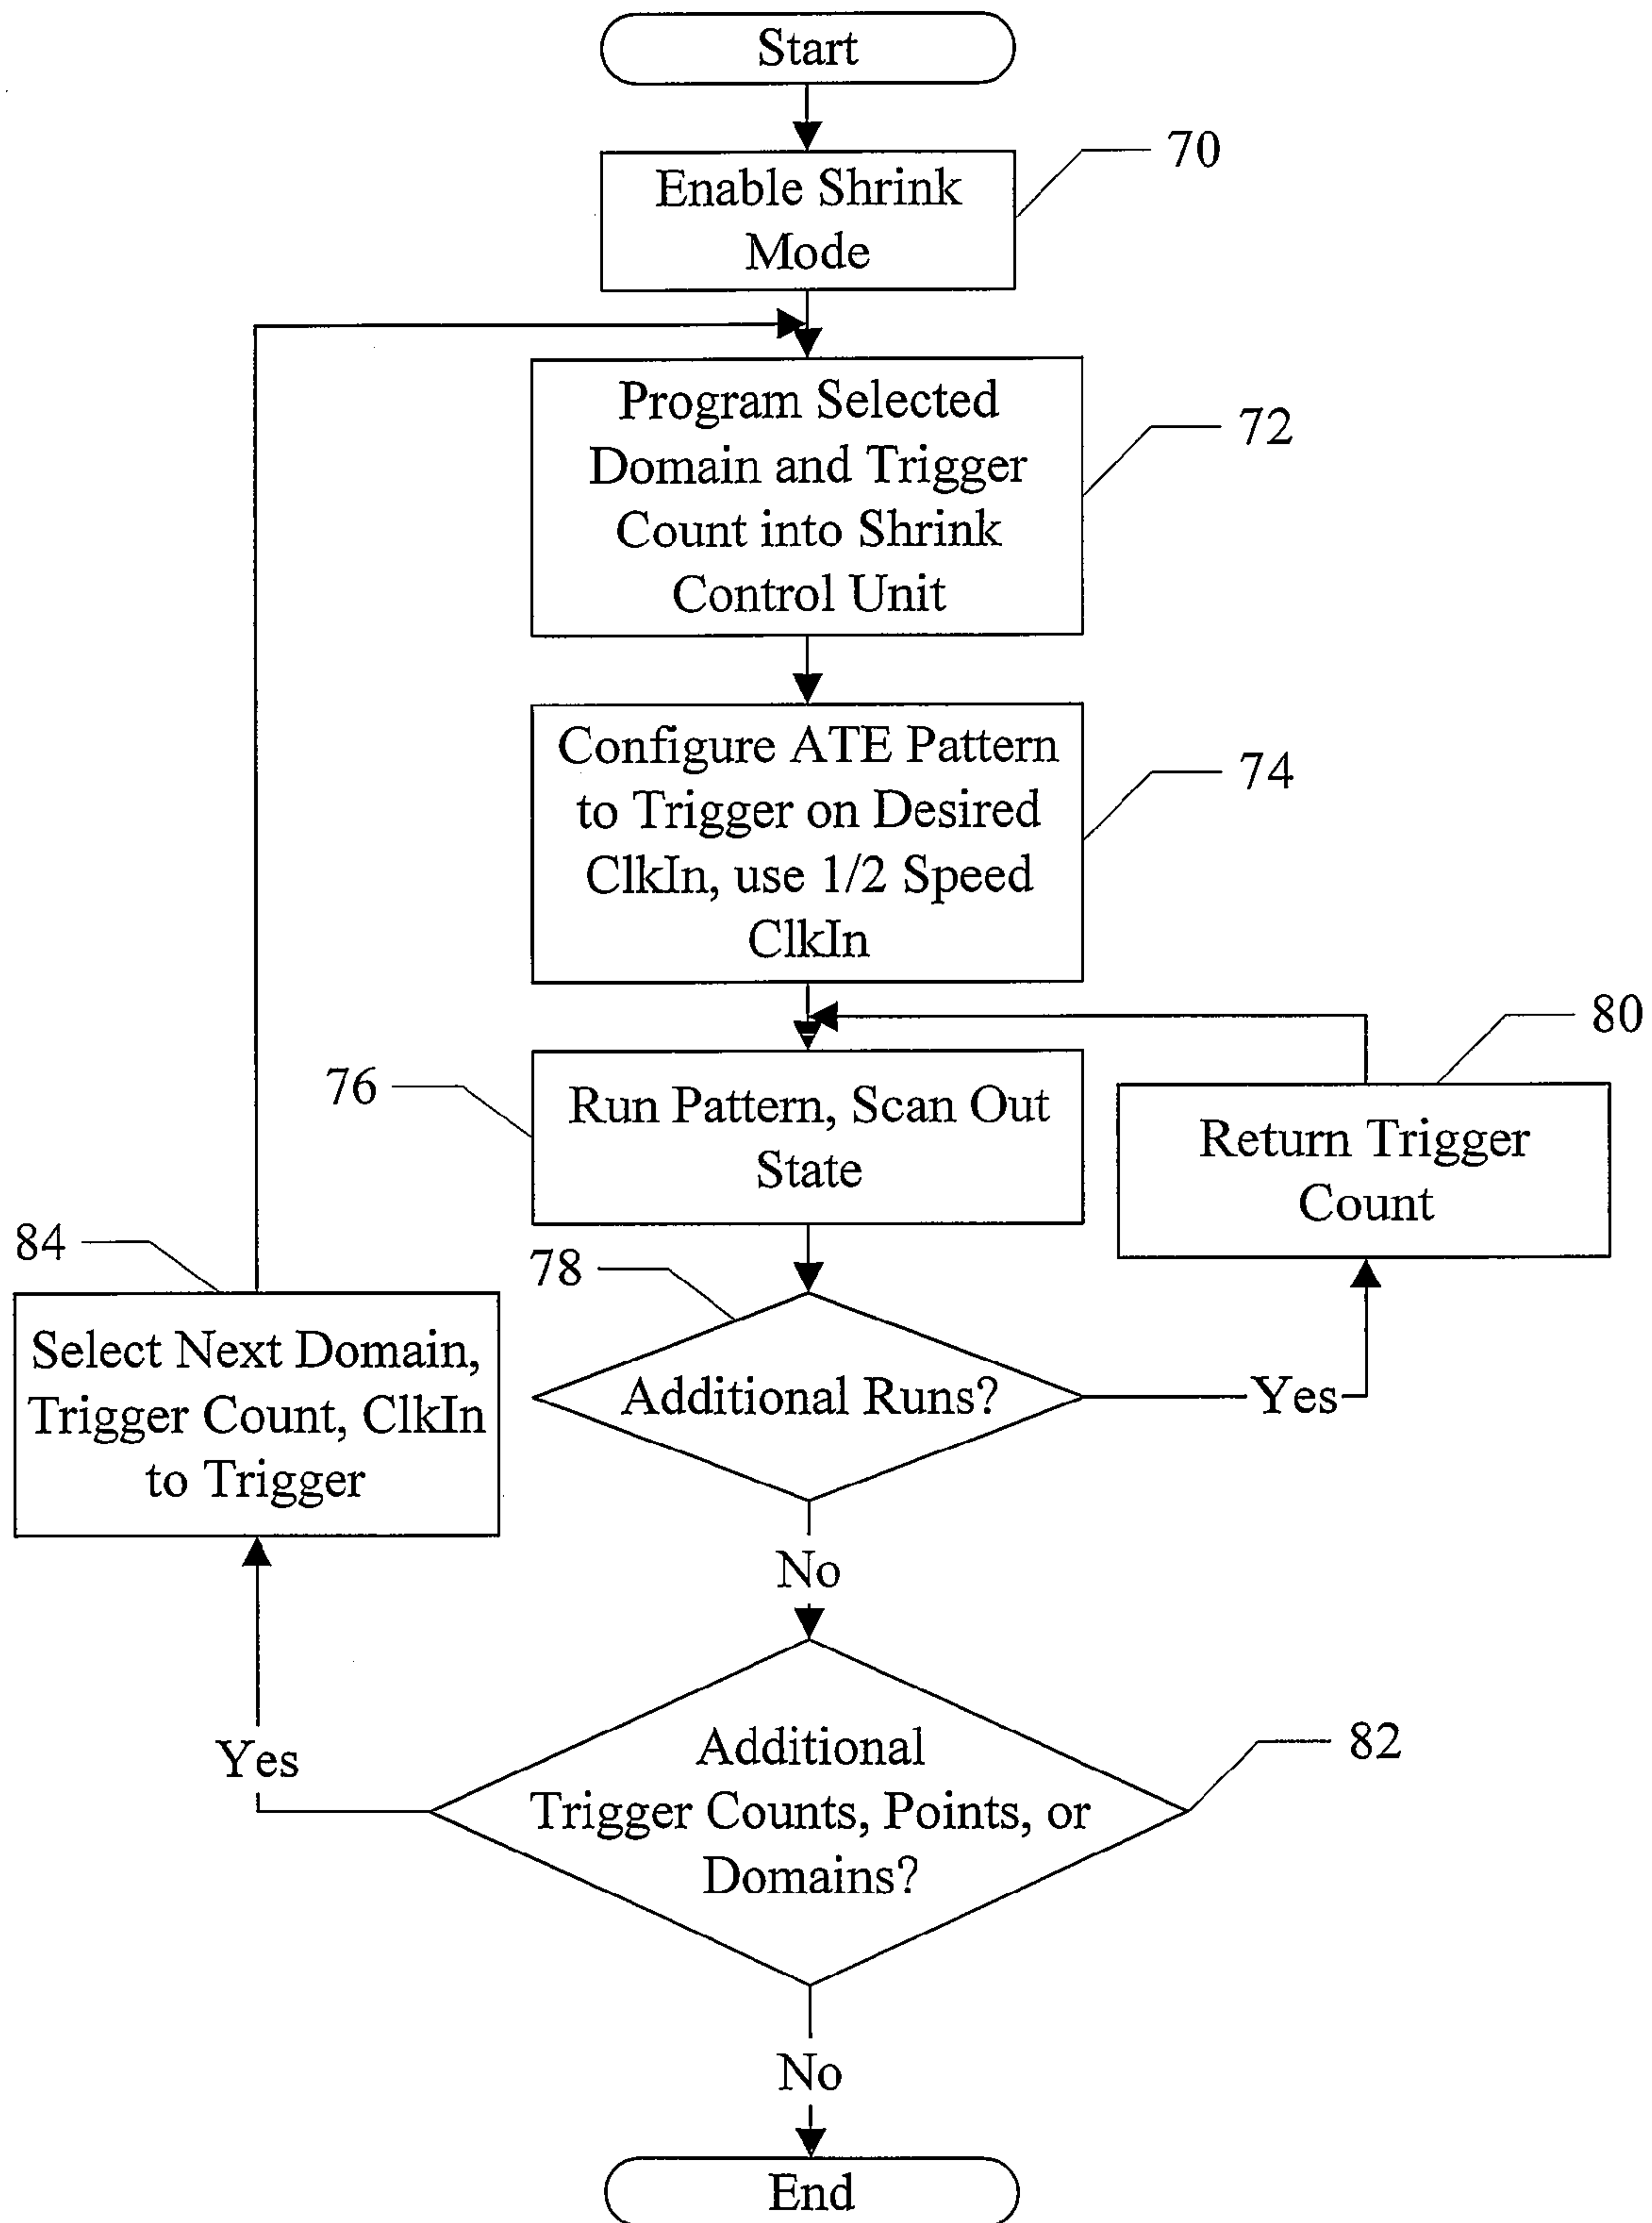 Start
70
Enable Shrink
Mode
Program Selected
Domain and Trigger
Count into Shrink
Control Unit
72
Configure ATE Pattern
to Trigger on Desired
ClkIn, use 1/2 Speed
ClkIn
74
80
76
Run Pattern, Scan Out
State
Return Trigger
Count
84
78
Select Next Domain,
Trigger Count, ClkIn
to Trigger
Additional Runs?
Yes
No
Yes
Additional
Trigger Counts, Points, or
Domains?
82
No
End